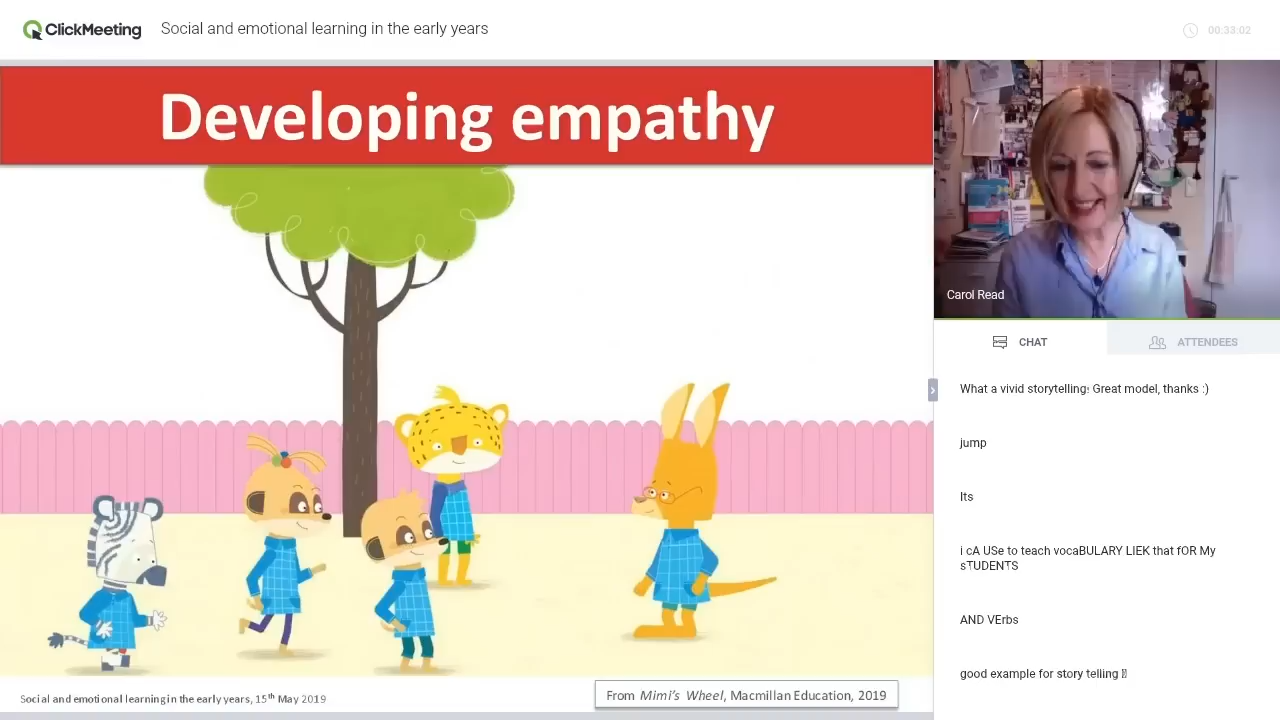 ClickMeeting
Social and emotional learning in the early years
00:33:02
Developing empathy
Carol Read
CHAT
ATTENDEES
What a vivid storytelling! Great model, thanks :)
jump
Its
i cA USe to teach vocaBULARY LIEK that fOR My
sTUDENTS
AND VErbs
good example for story telling
Social and emotional learning in the early years, 15th May 2019
From Mimi's Wheel, Macmillan Education, 2019